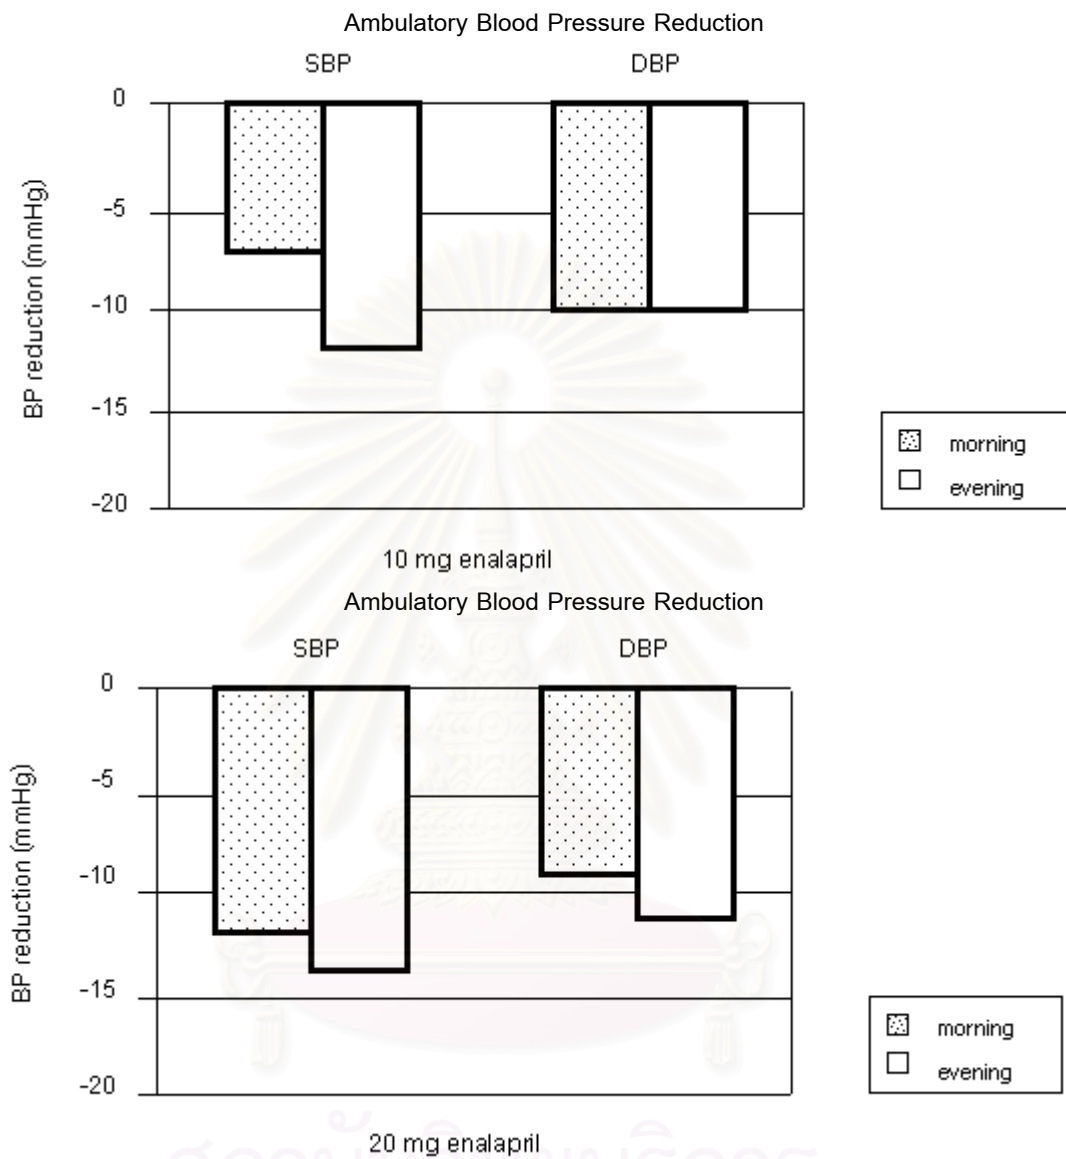 Ambulatory Blood Pressure Reduction
SBP DBP
0
-5
-10
-15
-20
BP reduction (mmHg)
morning
evening
10 mg enalapril
Ambulatory Blood Pressure Reduction
SBP DBP
0
-5
-10
-15
-20
BP reduction (mmHg)
morning
evening
20 mg enalapril